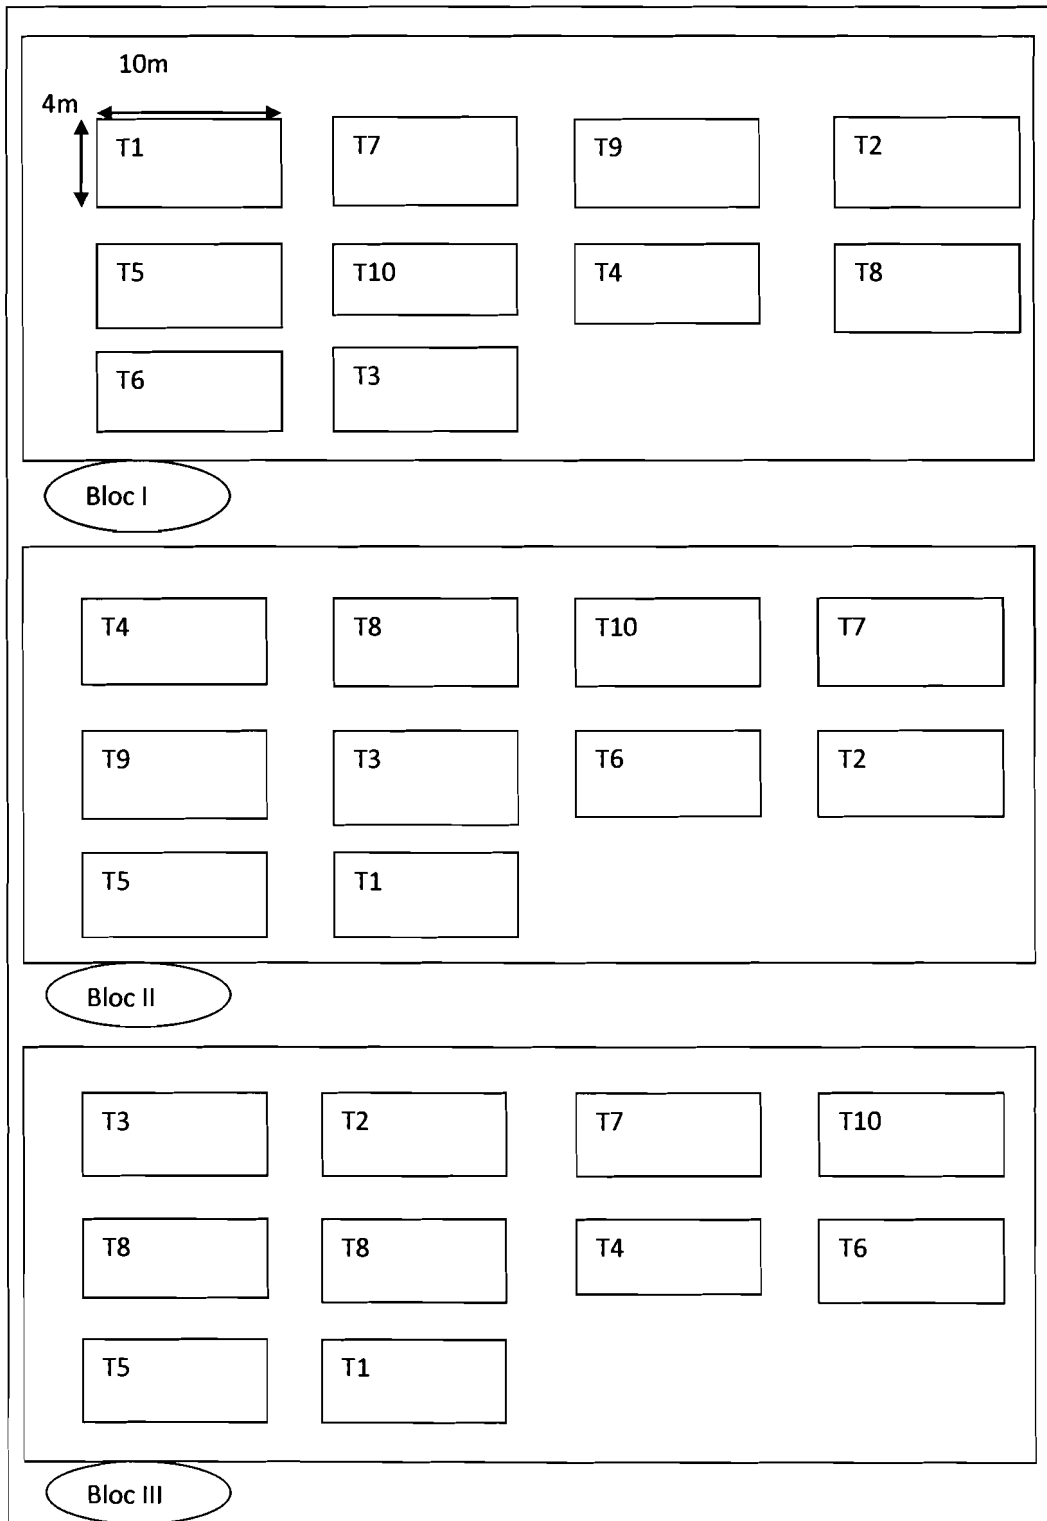 10m
4m
T1 T7 T9 T2
T5 T10 T4 T8
T6 T3
Bloc I
T4 T8 T10 T7
T9 T3 T6 T2
T5 T1
Bloc II
T3 T2 T7 T10
T8 T8 T4 T6
T5 T1
Bloc III